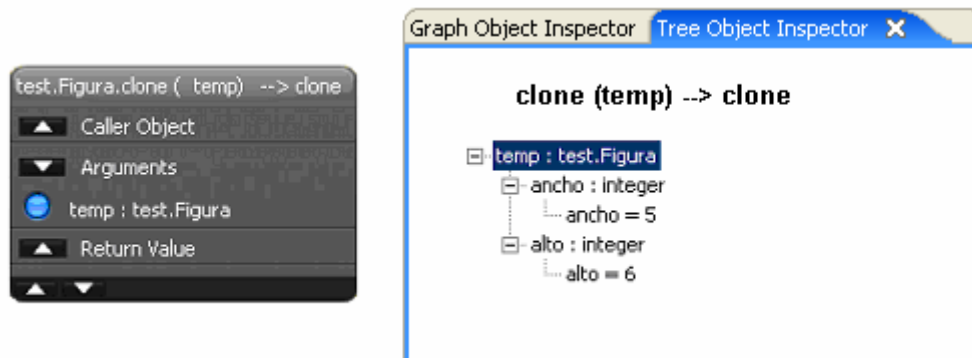 test.Figura.clone ( temp) --> clone
Caller Object
Arguments
temp : test.Figura
Return Value
Graph Object Inspector
Tree Object Inspector
clone (temp) --> clone
temp : test.Figura
ancho : integer
ancho = 5
alto : integer
alto = 6